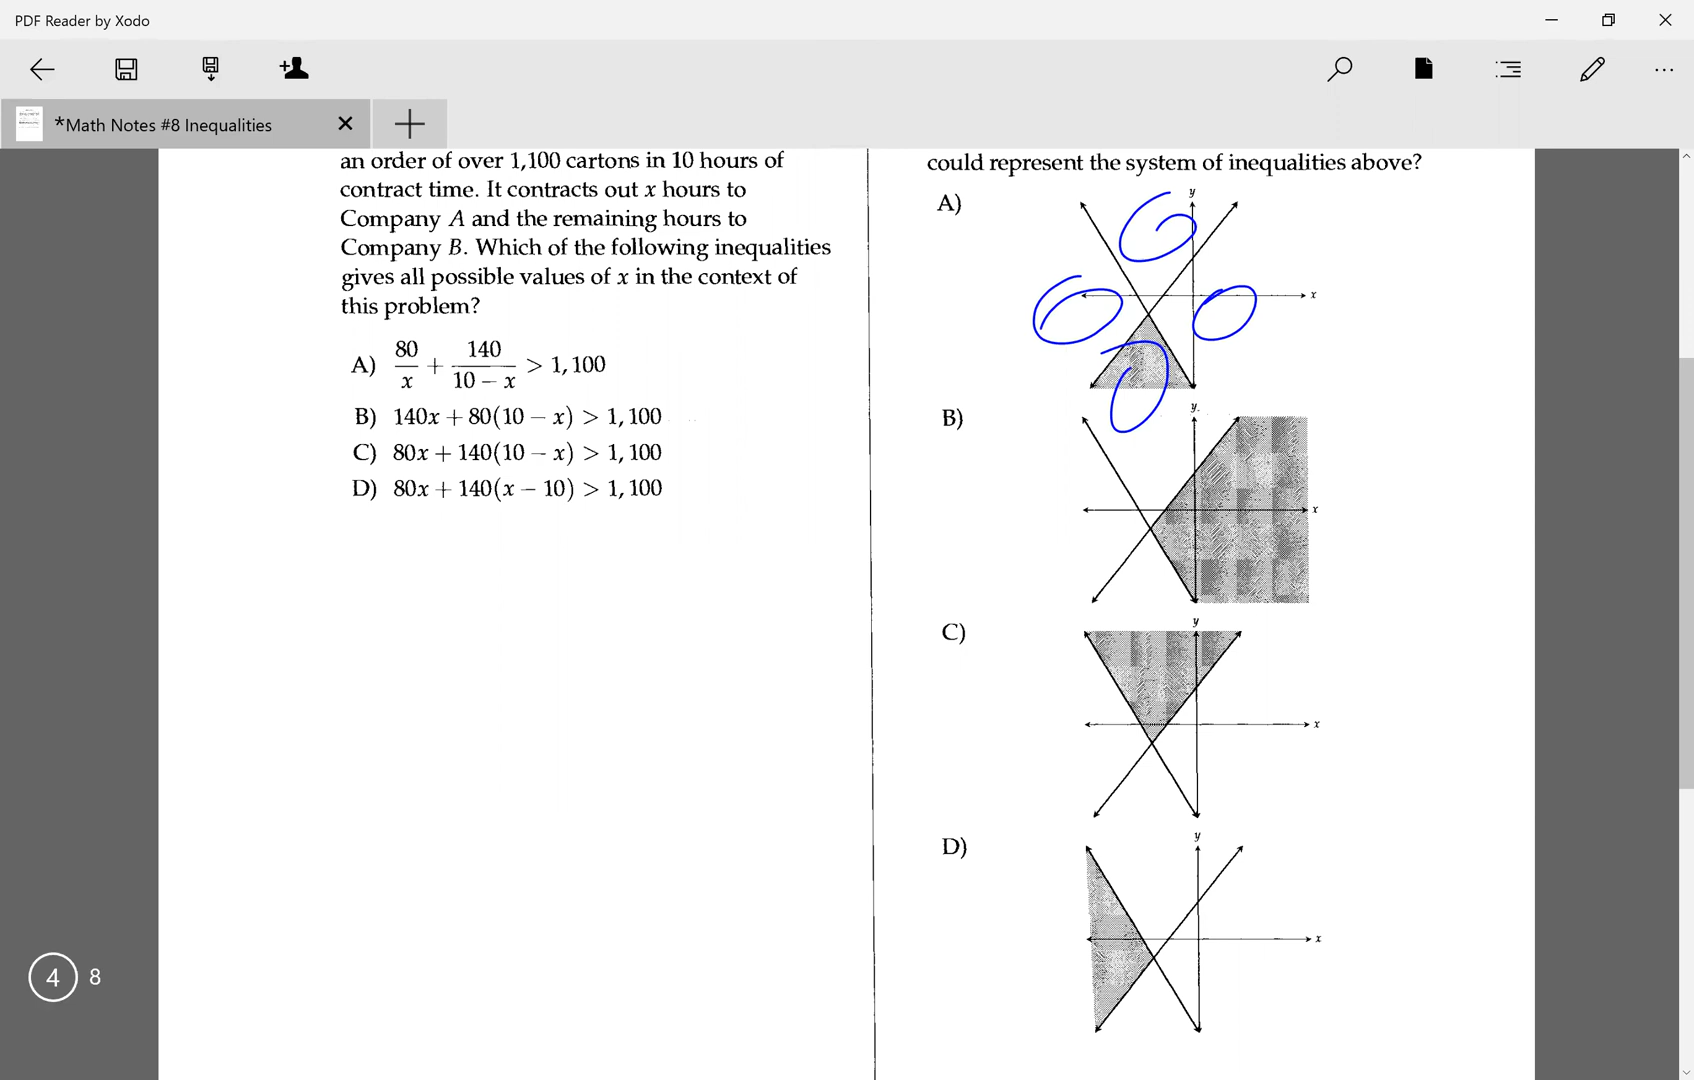 PDF Reader by Xodo
*Math Notes #8 Inequalities
an order of over 1,100 cartons in 10 hours of
contract time. It contracts out x hours to
Company A and the remaining hours to
Company B. Which of the following inequalities
gives all possible values of x in the context of
this problem?
A) 80/x + 140/(10 − x) > 1,100
B) 140x + 80(10 − x) > 1,100
C) 80x + 140(10 − x) > 1,100
D) 80x + 140(x − 10) > 1,100
4 8
could represent the system of inequalities above?
A)
y
x
B)
y
x
C)
y
x
D)
y
x